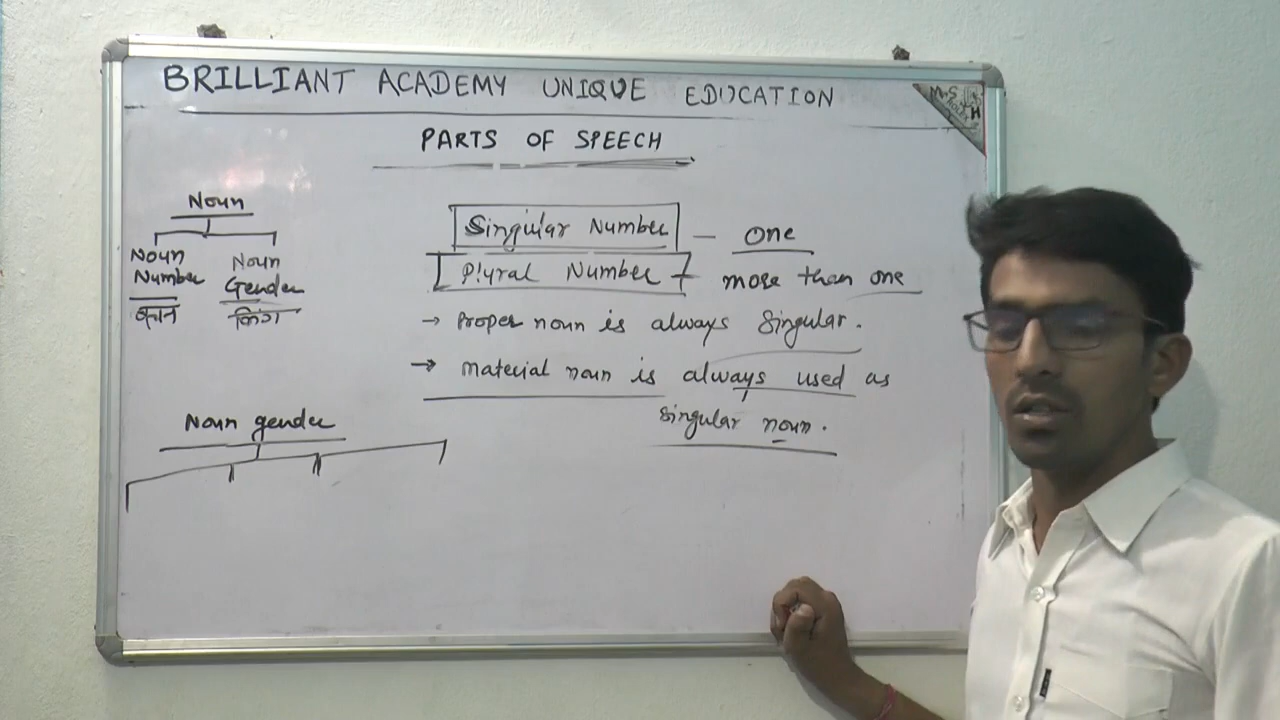 BRILLIANT ACADEMY UNIQUE EDUCATION
PARTS OF SPEECH
Noun
Noun
Number
Noun
Gender
लिंग
Singular Number — One
Plural Number — more than one
→ Proper noun is always Singular.
→ material noun is always used as
singular noun.
Noun gender